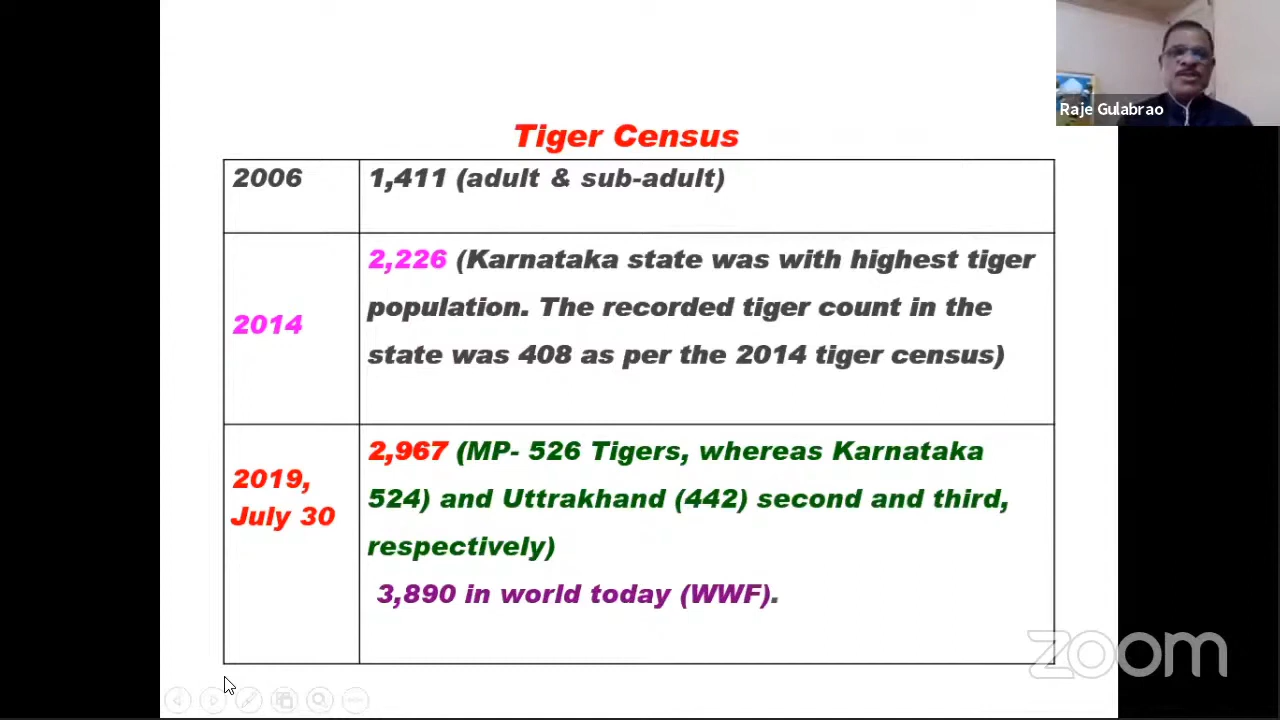 Raje Gulabrao
Tiger Census
2006
1,411 (adult & sub-adult)
2014
2,226 (Karnataka state was with highest tiger
population. The recorded tiger count in the
state was 408 as per the 2014 tiger census)
2019,
July 30
2,967 (MP- 526 Tigers, whereas Karnataka
524) and Uttrakhand (442) second and third,
respectively)
3,890 in world today (WWF).
zoom